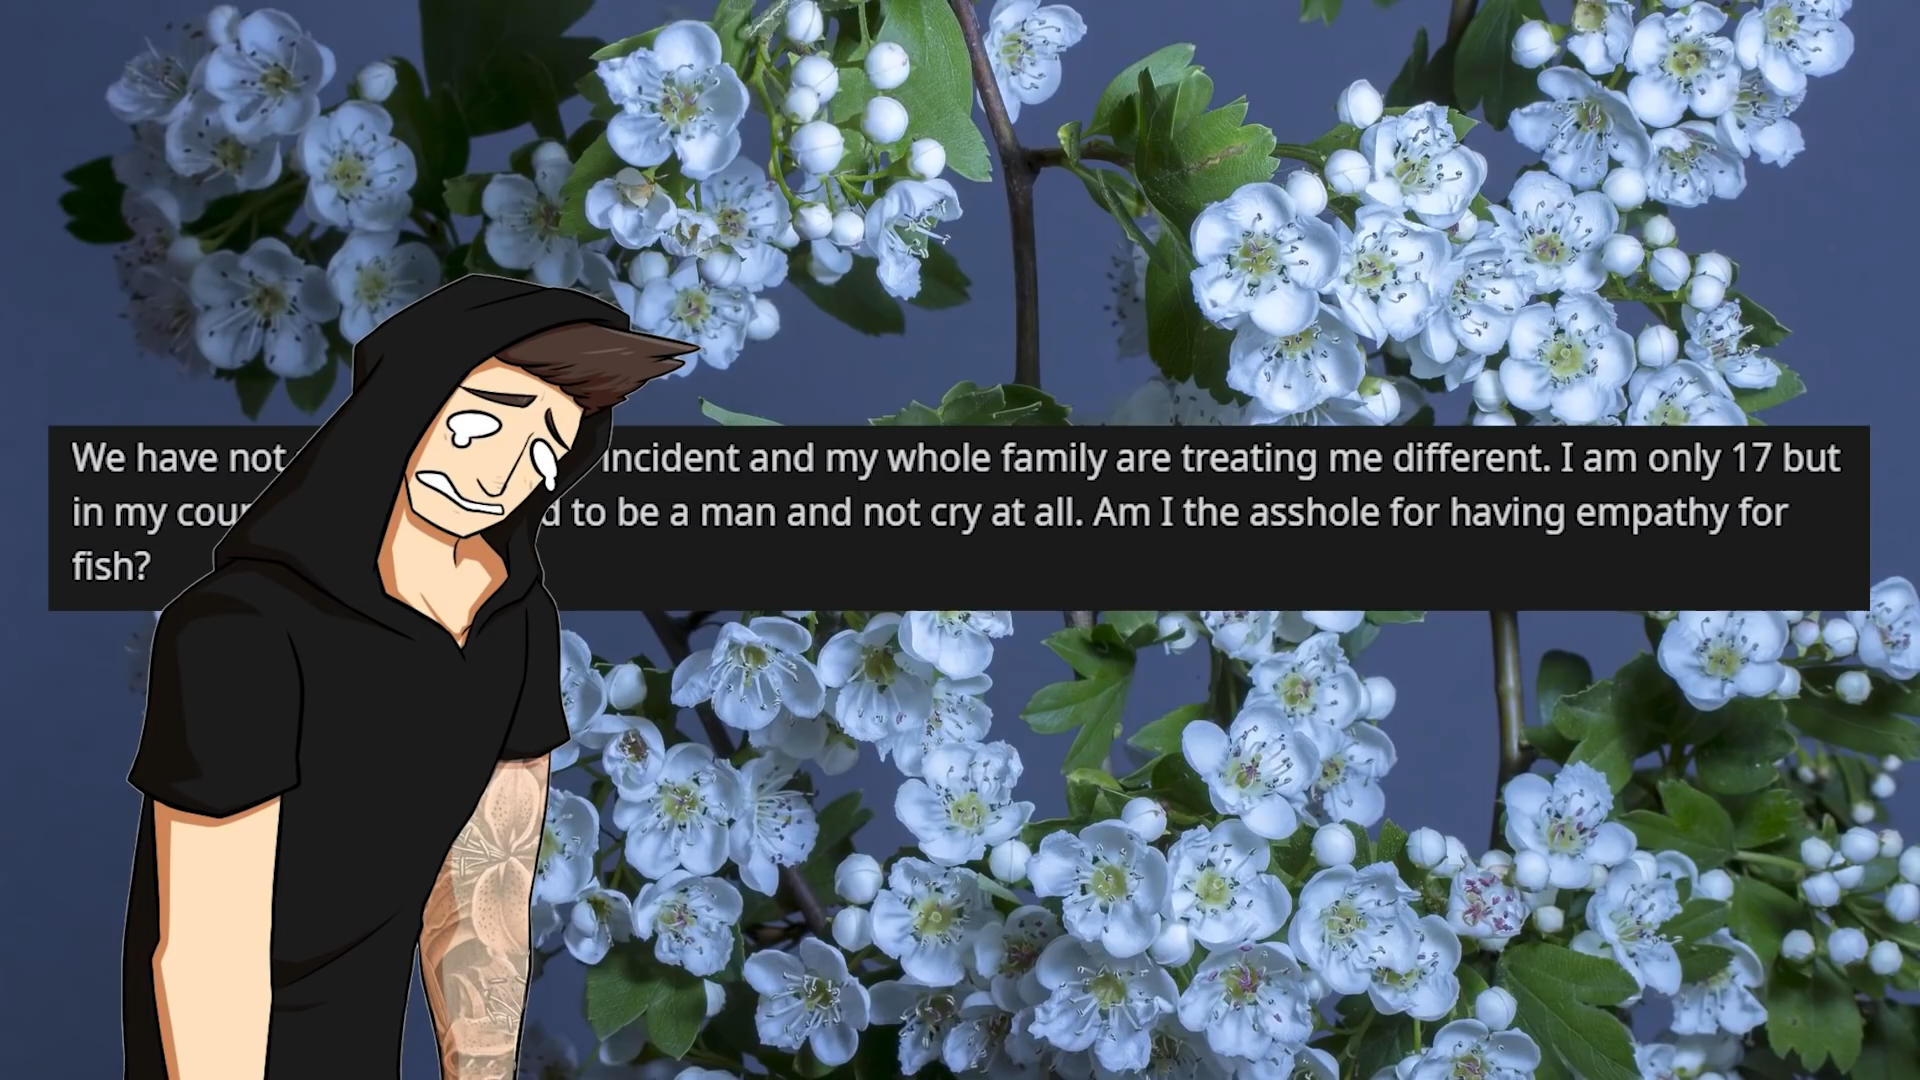 We have not incident and my whole family are treating me different. I am only 17 but
in my to be a man and not cry at all. Am I the asshole for having empathy for
fish?